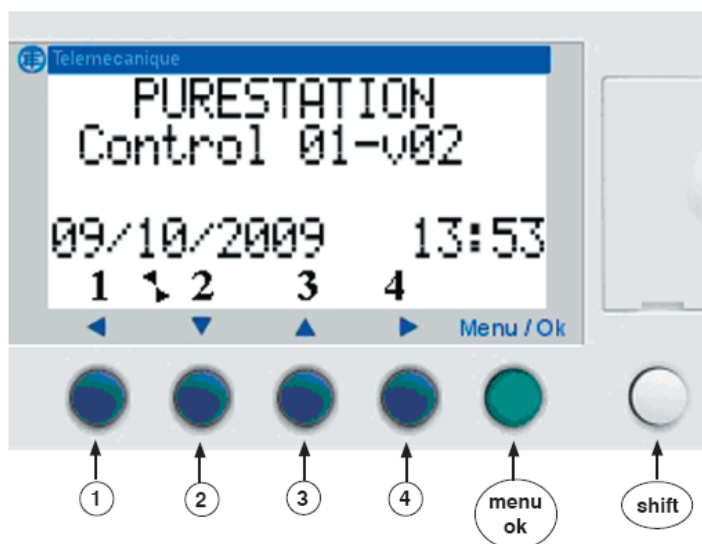 Telemecanique
PURESTATION
Control 01-v02
09/10/2009 13:53
1 2 3 4
Menu / Ok
1 2 3 4 menu ok shift